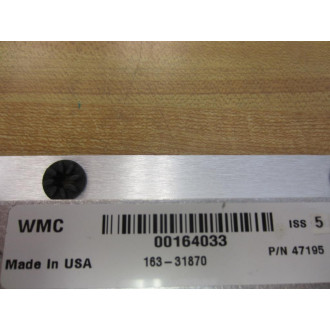 WMC
00164033
ISS 5
Made In USA
163-31870
P/N 47195